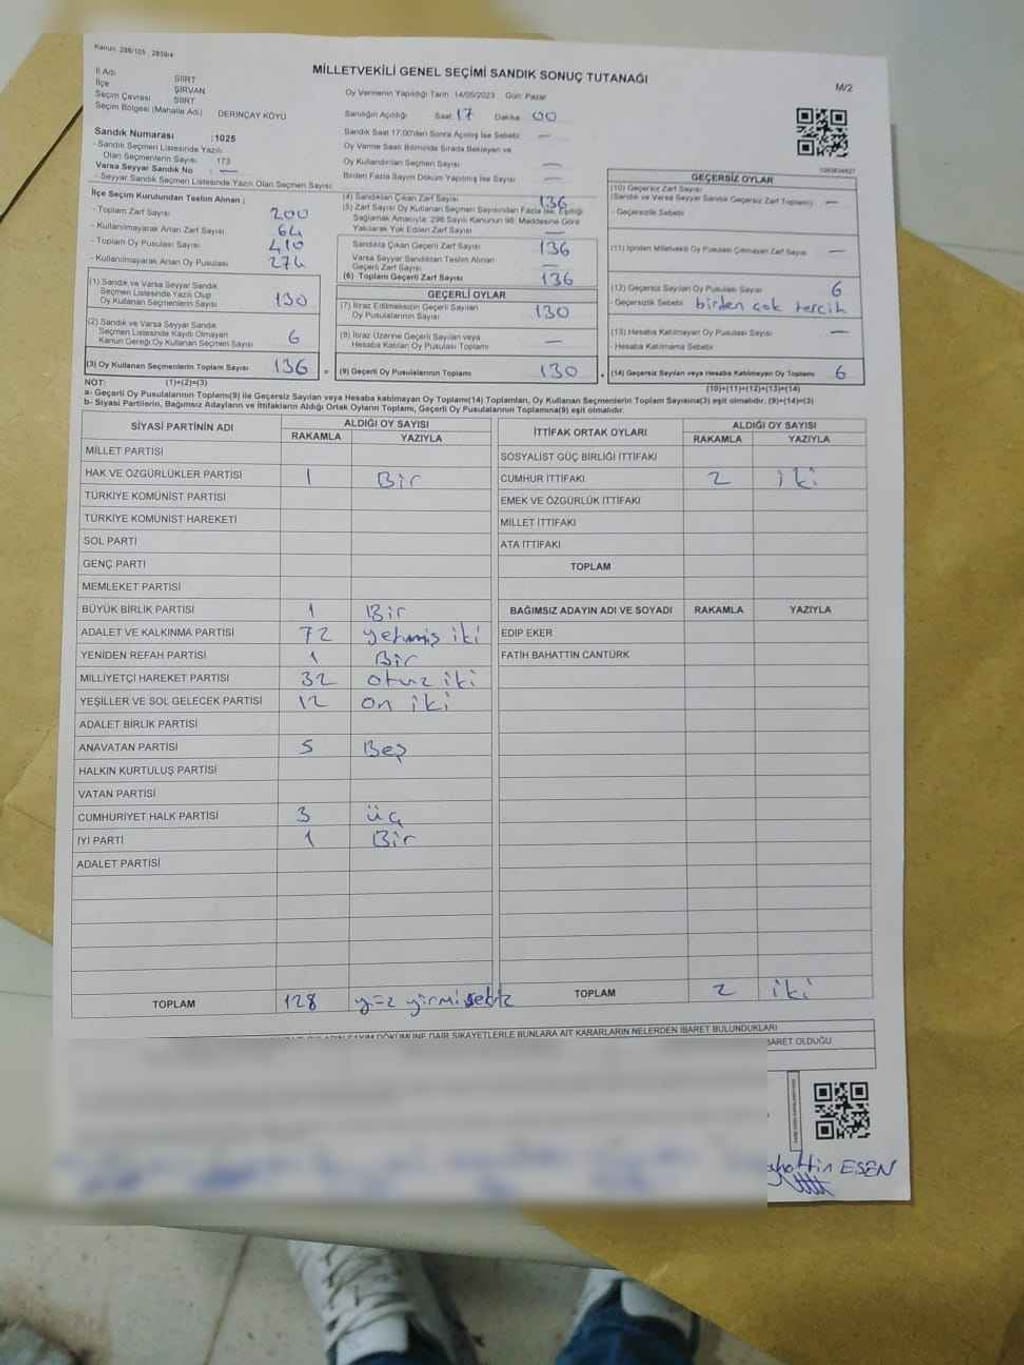 Kanun: 298/105 , 2839/4
MİLLETVEKİLİ GENEL SEÇİMİ SANDIK SONUÇ TUTANAĞI
M/2
İl Adı SİİRT
İlçe ŞİRVAN
Seçim Çevresi SİİRT
Seçim Bölgesi (Mahalle Adı) DERİNÇAY KÖYÜ
Sandık Numarası : 1025
- Sandık Seçmen Listesinde Yazılı
Olan Seçmenlerin Sayısı 173
Varsa Seyyar Sandık No : —
- Seyyar Sandık Seçmen Listesinde Yazılı Olan Seçmen Sayısı:
Oy Vermenin Yapıldığı Tarih: 14/05/2023 Gün: Pazar
Sandığın Açıldığı Saat 17 Dakika 00
Sandık Saat 17:00'den Sonra Açılmış İse Sebebi: —
Oy Verme Saati Bitiminde Sırada Bekleyen ve
Oy Kullandırılan Seçmen Sayısı —
Birden Fazla Sayım Döküm Yapılmış İse Sayısı —
İlçe Seçim Kurulundan Teslim Alınan :
- Toplam Zarf Sayısı 200
- Kullanılmayarak Artan Zarf Sayısı 64
- Toplam Oy Pusulası Sayısı 410
- Kullanılmayarak Artan Oy Pusulası 274
(1) Sandık ve Varsa Seyyar Sandık
Seçmen Listesinde Yazılı Olup
Oy Kullanan Seçmenlerin Sayısı 130
(2) Sandık ve Varsa Seyyar Sandık
Seçmen Listesinde Kaydı Olmayan
Kanun Gereği Oy Kullanan Seçmen Sayısı 6
(3) Oy Kullanan Seçmenlerin Toplam Sayısı 136 =
(4) Sandıktan Çıkan Zarf Sayısı 136
(5) Zarf Sayısı Oy Kullanan Seçmen Sayısından Fazla İse, Eşitliği
Sağlamak Amacıyla; 298 Sayılı Kanunun 98. Maddesine Göre
Yakılarak Yok Edilen Zarf Sayısı —
Sandıkta Çıkan Geçerli Zarf Sayısı 136
Varsa Seyyar Sandıktan Teslim Alınan
Geçerli Zarf Sayısı —
(6) Toplam Geçerli Zarf Sayısı 136
GEÇERLİ OYLAR
(7) İtiraz Edilmeksizin Geçerli Sayılan
Oy Pusulalarının Sayısı 130
(8) İtiraz Üzerine Geçerli Sayılan veya
Hesaba Katılan Oy Pusulası Toplamı —
(9) Geçerli Oy Pusulalarının Toplamı 130 +
GEÇERSİZ OYLAR
(10) Geçersiz Zarf Sayısı
(Sandık ve Varsa Seyyar Sandık Geçersiz Zarf Toplamı) —
- Geçersizlik Sebebi
(11) İçinden Milletvekili Oy Pusulası Çıkmayan Zarf Sayısı —
(12) Geçersiz Sayılan Oy Pusulası Sayısı 6
- Geçersizlik Sebebi birden çok tercih
(13) Hesaba Katılmayan Oy Pusulası Sayısı —
- Hesaba Katılmama Sebebi
(14) Geçersiz Sayılan veya Hesaba Katılmayan Oy Toplamı 6
NOT: (1)+(2)=(3)
(10)+(11)+(12)+(13)=(14)
a- Geçerli Oy Pusulalarının Toplamı(9) ile Geçersiz Sayılan veya Hesaba katılmayan Oy Toplamı(14) Toplamları, Oy Kullanan Seçmenlerin Toplam Sayısına(3) eşit olmalıdır. (9)+(14)=(3)
b- Siyasi Partilerin, Bağımsız Adayların ve İttifakların Aldığı Ortak Oyların Toplamı, Geçerli Oy Pusulalarının Toplamına(9) eşit olmalıdır.
SİYASİ PARTİNİN ADI ALDIĞI OY SAYISI
RAKAMLA YAZIYLA
MİLLET PARTİSİ
HAK VE ÖZGÜRLÜKLER PARTİSİ 1 Bir
TÜRKİYE KOMÜNİST PARTİSİ
TÜRKİYE KOMÜNİST HAREKETİ
SOL PARTİ
GENÇ PARTİ
MEMLEKET PARTİSİ
BÜYÜK BİRLİK PARTİSİ 1 Bir
ADALET VE KALKINMA PARTİSİ 72 yetmiş iki
YENİDEN REFAH PARTİSİ 1 Bir
MİLLİYETÇİ HAREKET PARTİSİ 32 otuz iki
YEŞİLLER VE SOL GELECEK PARTİSİ 12 on iki
ADALET BİRLİK PARTİSİ
ANAVATAN PARTİSİ 5 Beş
HALKIN KURTULUŞ PARTİSİ
VATAN PARTİSİ
CUMHURİYET HALK PARTİSİ 3 üç
İYİ PARTİ 1 Bir
ADALET PARTİSİ
TOPLAM 128 yüz yirmi sekiz
İTTİFAK ORTAK OYLARI ALDIĞI OY SAYISI
RAKAMLA YAZIYLA
SOSYALİST GÜÇ BİRLİĞİ İTTİFAKI
CUMHUR İTTİFAKI 2 iki
EMEK VE ÖZGÜRLÜK İTTİFAKI
MİLLET İTTİFAKI
ATA İTTİFAKI
TOPLAM
BAĞIMSIZ ADAYIN ADI VE SOYADI RAKAMLA YAZIYLA
EDİP EKER
FATİH BAHATTİN CANTÜRK
TOPLAM 2 iki
SAYIM DÖKÜMÜNE DAİR ŞİKAYETLERLE BUNLARA AİT KARARLARIN NELERDEN İBARET BULUNDUKLARI
İBARET OLDUĞU
ahattin ESEN